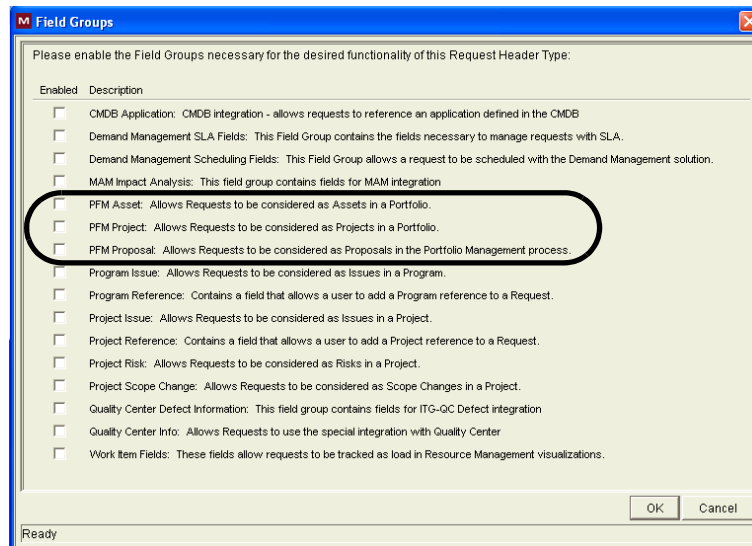 M Field Groups
Please enable the Field Groups necessary for the desired functionality of this Request Header Type:
Enabled Description
CMDB Application: CMDB integration - allows requests to reference an application defined in the CMDB
Demand Management SLA Fields: This Field Group contains the fields necessary to manage requests with SLA.
Demand Management Scheduling Fields: This Field Group allows a request to be scheduled with the Demand Management solution.
MAM Impact Analysis: This field group contains fields for MAM integration
PFM Asset: Allows Requests to be considered as Assets in a Portfolio.
PFM Project: Allows Requests to be considered as Projects in a Portfolio.
PFM Proposal: Allows Requests to be considered as Proposals in the Portfolio Management process.
Program Issue: Allows Requests to be considered as Issues in a Program.
Program Reference: Contains a field that allows a user to add a Program reference to a Request.
Project Issue: Allows Requests to be considered as Issues in a Project.
Project Reference: Contains a field that allows a user to add a Project reference to a Request.
Project Risk: Allows Requests to be considered as Risks in a Project.
Project Scope Change: Allows Requests to be considered as Scope Changes in a Project.
Quality Center Defect Information: This field group contains fields for ITG-QC Defect integration
Quality Center Info: Allows Requests to use the special integration with Quality Center
Work Item Fields: These fields allow requests to be tracked as load in Resource Management visualizations.
OK Cancel
Ready